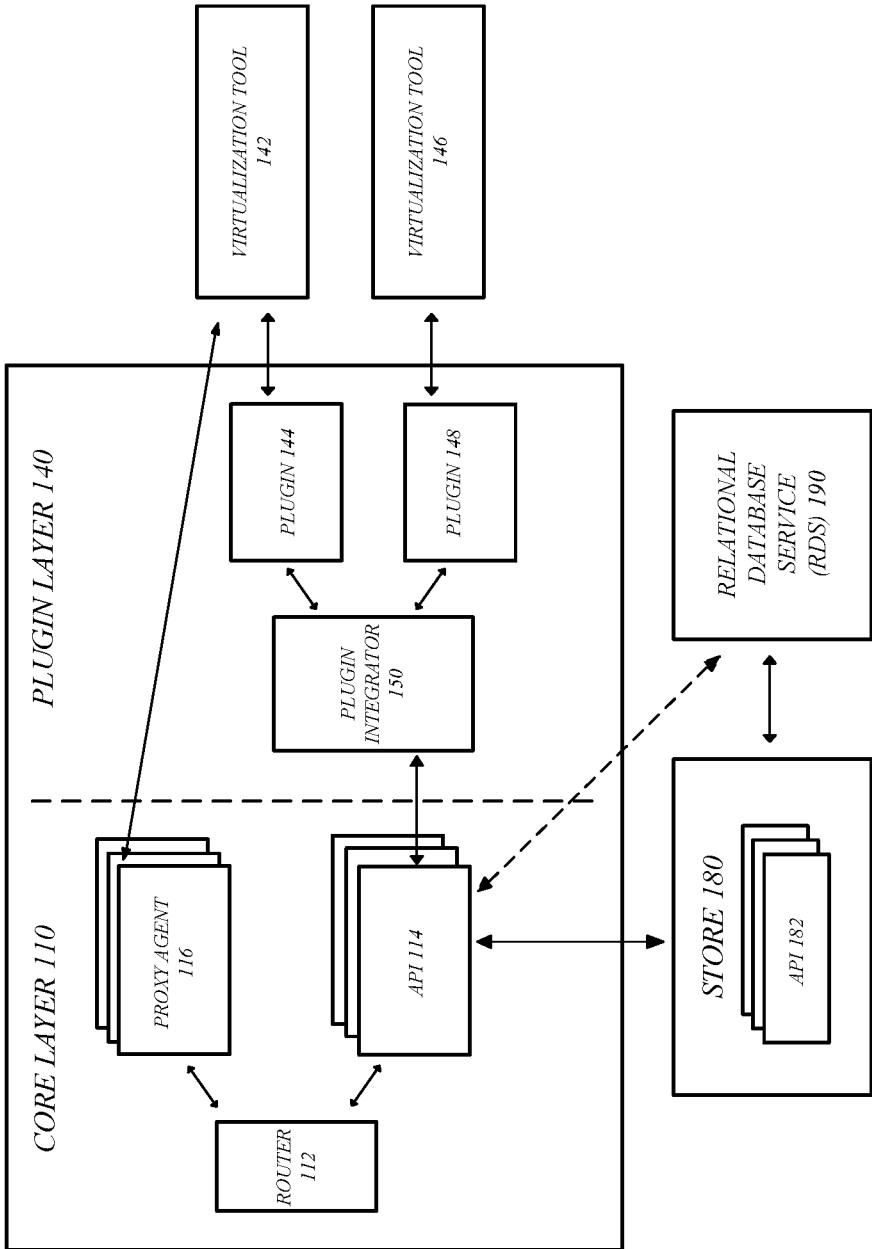 CORE LAYER 110
PLUGIN LAYER 140
PROXY AGENT
116
ROUTER
112
API 114
PLUGIN
INTEGRATOR
150
PLUGIN 144
PLUGIN 148
VIRTUALIZATION TOOL
142
VIRTUALIZATION TOOL
146
STORE 180
API 182
RELATIONAL
DATABASE
SERVICE
(RDS) 190